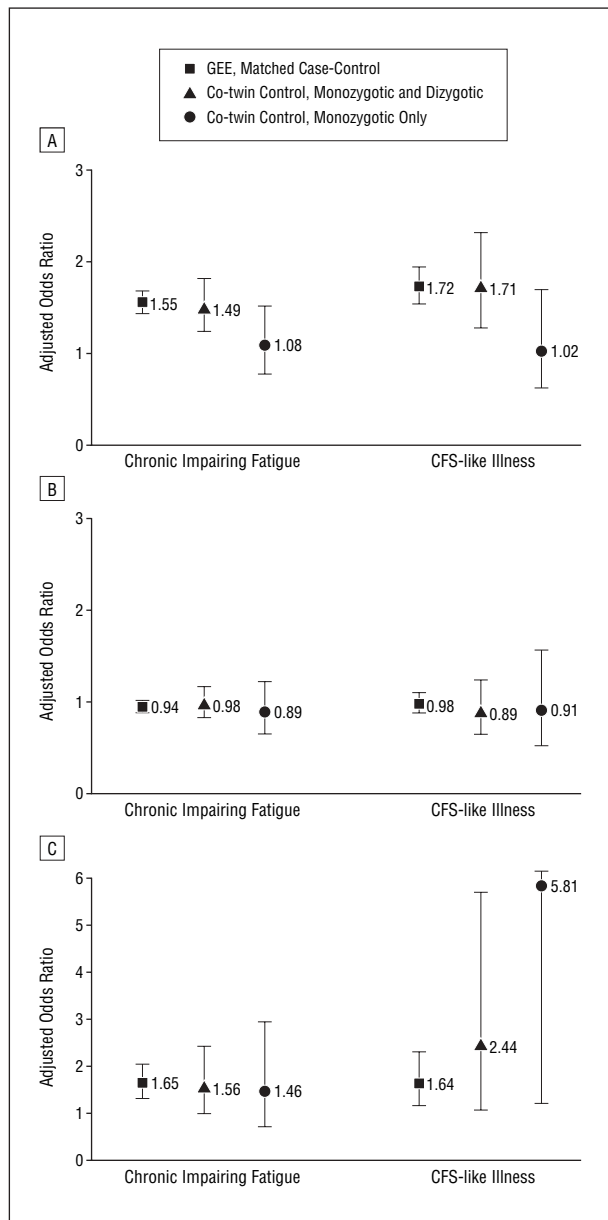 GEE, Matched Case-Control
Co-twin Control, Monozygotic and Dizygotic
Co-twin Control, Monozygotic Only
A
3
2
1
0
Adjusted Odds Ratio
1.55
1.49
1.08
1.72
1.71
1.02
Chronic Impairing Fatigue
CFS-like Illness
B
3
2
1
0
Adjusted Odds Ratio
0.94
0.98
0.89
0.98
0.89
0.91
Chronic Impairing Fatigue
CFS-like Illness
C
6
5
4
3
2
1
0
Adjusted Odds Ratio
1.65
1.56
1.46
1.64
2.44
5.81
Chronic Impairing Fatigue
CFS-like Illness